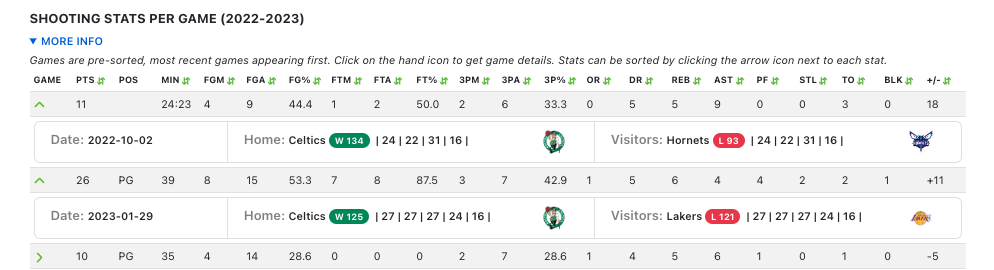 SHOOTING STATS PER GAME (2022-2023)
▼ MORE INFO
Games are pre-sorted, most recent games appearing first. Click on the hand icon to get game details. Stats can be sorted by clicking the arrow icon next to each stat.
GAME PTS POS MIN FGM FGA FG% FTM FTA FT% 3PM 3PA 3P% OR DR REB AST PF STL TO BLK +/-
11 24:23 4 9 44.4 1 2 50.0 2 6 33.3 0 5 5 9 0 0 3 0 18
Date: 2022-10-02 Home: Celtics W 134 | 24 | 22 | 31 | 16 | Visitors: Hornets L 93 | 24 | 22 | 31 | 16 |
26 PG 39 8 15 53.3 7 8 87.5 3 7 42.9 1 5 6 4 4 2 2 1 +11
Date: 2023-01-29 Home: Celtics W 125 | 27 | 27 | 27 | 24 | 16 | Visitors: Lakers L 121 | 27 | 27 | 27 | 24 | 16 |
10 PG 35 4 14 28.6 0 0 0 2 7 28.6 1 4 5 6 1 0 1 0 -5